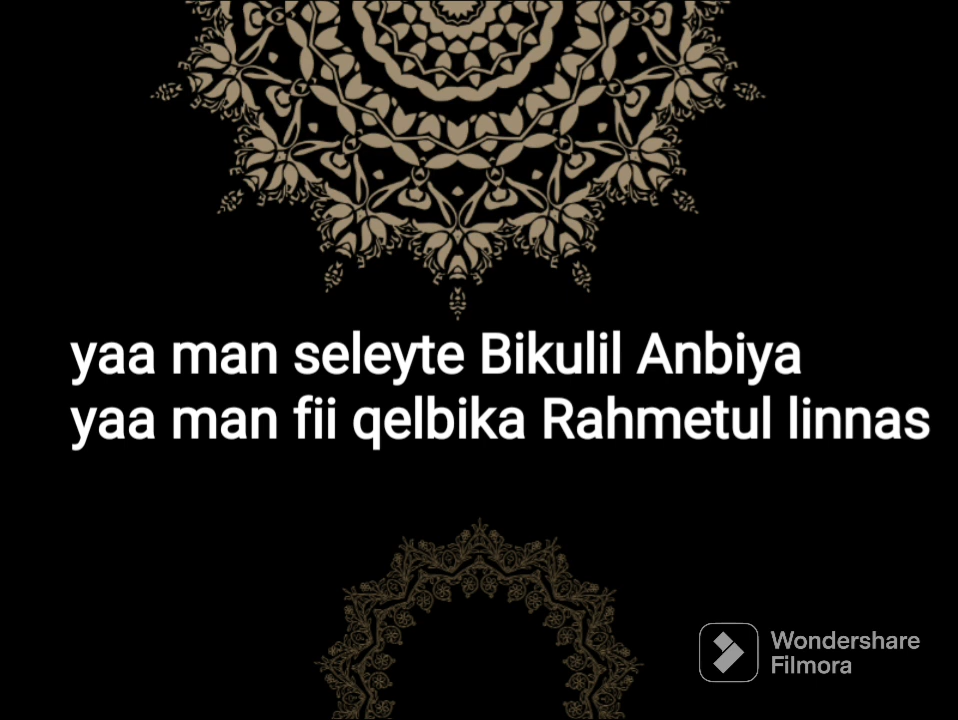 yaa man seleyte Bikulil Anbiya
yaa man fii qelbika Rahmetul linnas
Wondershare
Filmora